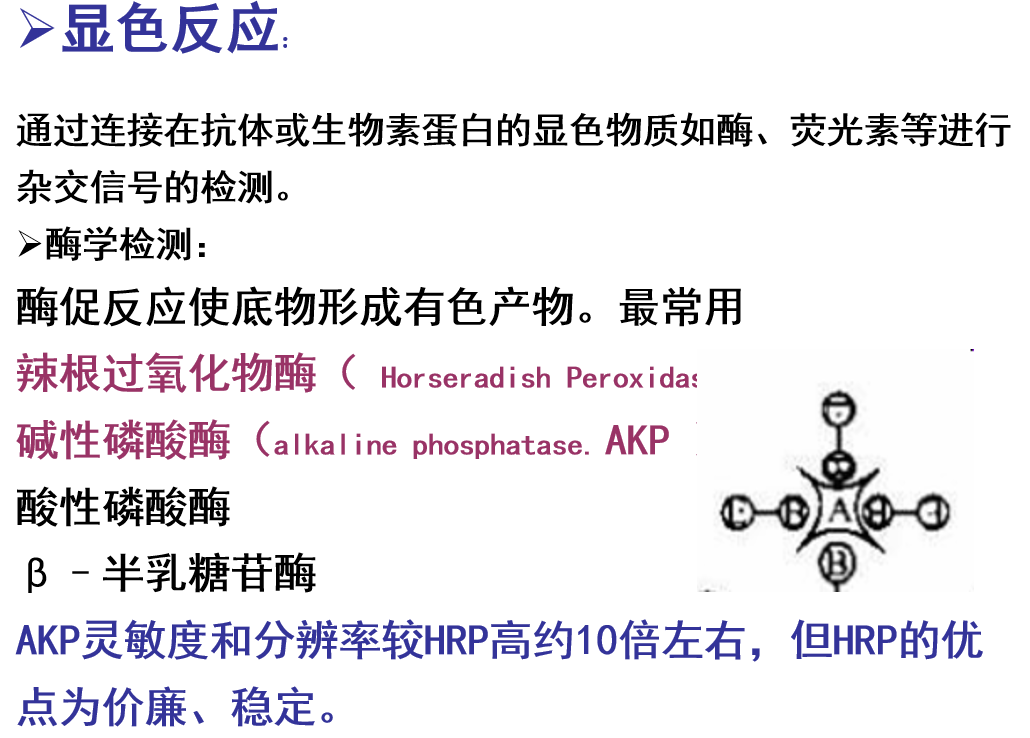 ➢显色反应:
通过连接在抗体或生物素蛋白的显色物质如酶、荧光素等进行
杂交信号的检测。
➢酶学检测:
酶促反应使底物形成有色产物。最常用
辣根过氧化物酶（ Horseradish
碱性磷酸酶（alkaline phosphatase. AKP
酸性磷酸酶
β –半乳糖苷酶
AKP灵敏度和分辨率较HRP高约10倍左右，但HRP的优
点为价廉、稳定。
B
B A B
B